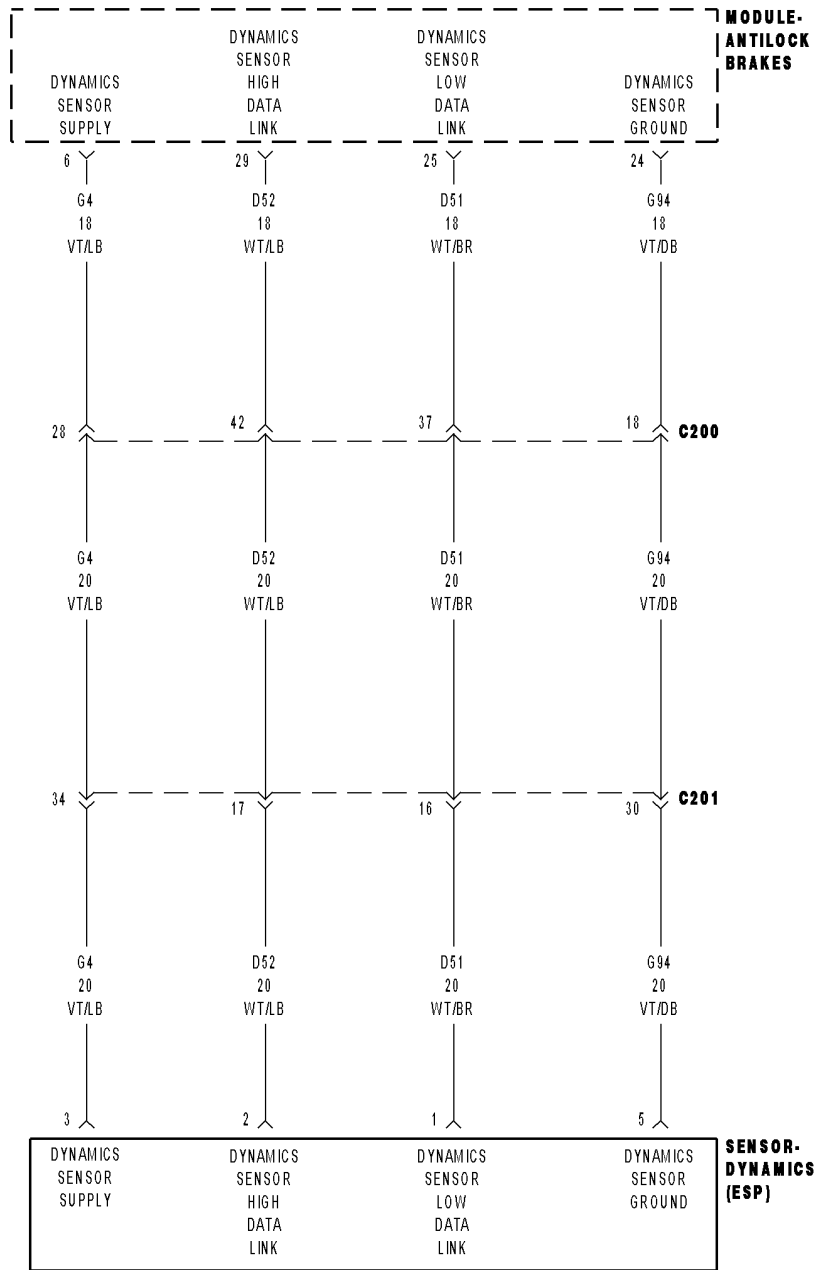 MODULE-
ANTILOCK
BRAKES
DYNAMICS
SENSOR
SUPPLY
DYNAMICS
SENSOR
HIGH
DATA
LINK
DYNAMICS
SENSOR
LOW
DATA
LINK
DYNAMICS
SENSOR
GROUND
6 29 25 24
G4 D52 D51 G94
18 18 18 18
VT/LB WT/LB WT/BR VT/DB
28 42 37 18 C200
G4 D52 D51 G94
20 20 20 20
VT/LB WT/LB WT/BR VT/DB
34 17 16 30 C201
G4 D52 D51 G94
20 20 20 20
VT/LB WT/LB WT/BR VT/DB
3 2 1 5
DYNAMICS
SENSOR
SUPPLY
DYNAMICS
SENSOR
HIGH
DATA
LINK
DYNAMICS
SENSOR
LOW
DATA
LINK
DYNAMICS
SENSOR
GROUND
SENSOR-
DYNAMICS
(ESP)